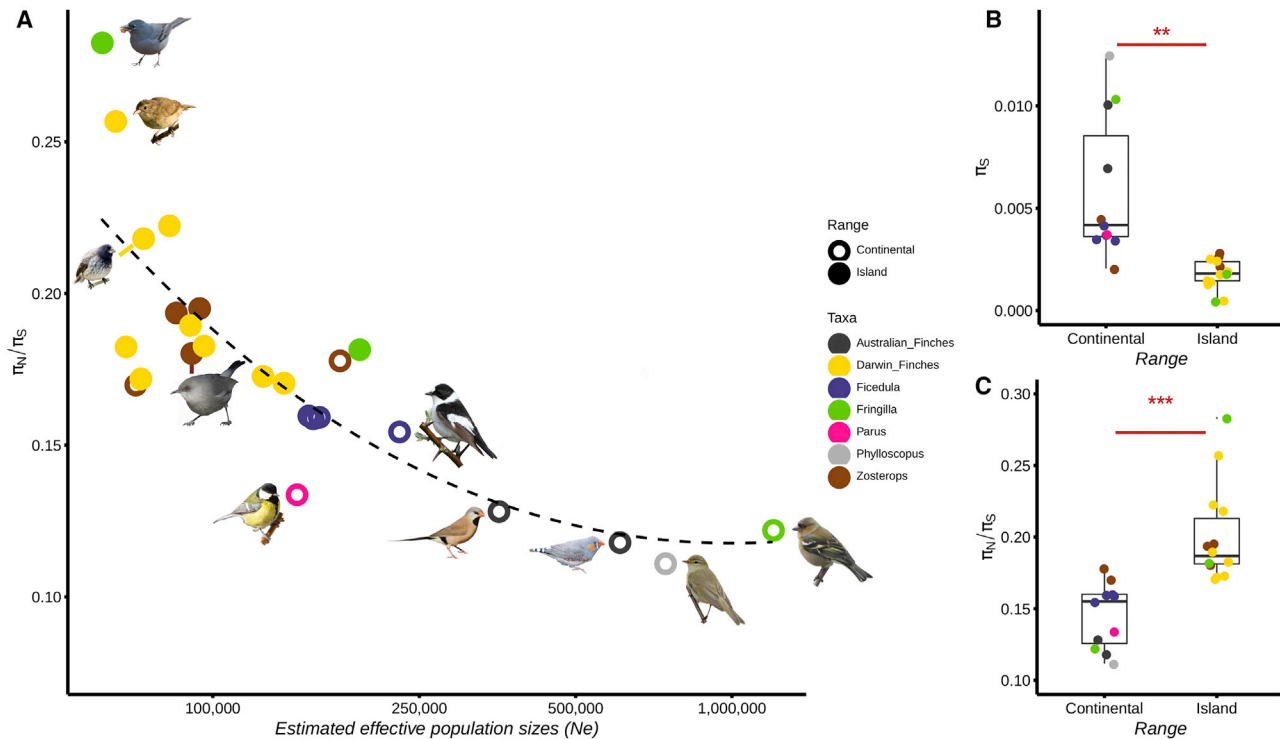 A
0.25
0.20
0.15
0.10
πN/πS
100,000
250,000
500,000
1,000,000
Estimated effective population sizes (Ne)
Range
Continental
Island
Taxa
Australian_Finches
Darwin_Finches
Ficedula
Fringilla
Parus
Phylloscopus
Zosterops
B
**
0.010
0.005
0.000
πS
Continental
Island
Range
C
***
0.30
0.25
0.20
0.15
0.10
πN/πS
Continental
Island
Range